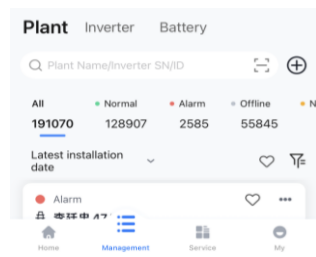 Plant Inverter Battery
Plant Name/Inverter SN/ID
All Normal Alarm Offline N
191070 128907 2585 55845
Latest installation
date
Alarm
47
Home Management Service My